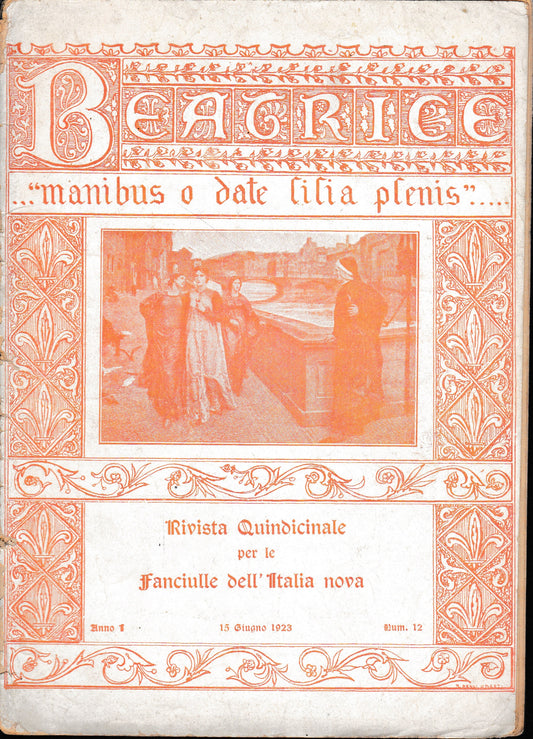 BEATRICE
..."manibus o date lilia plenis".....
Rivista Quindicinale
per le
Fanciulle dell'Italia nova
Anno 1 15 Giugno 1923 Num. 12